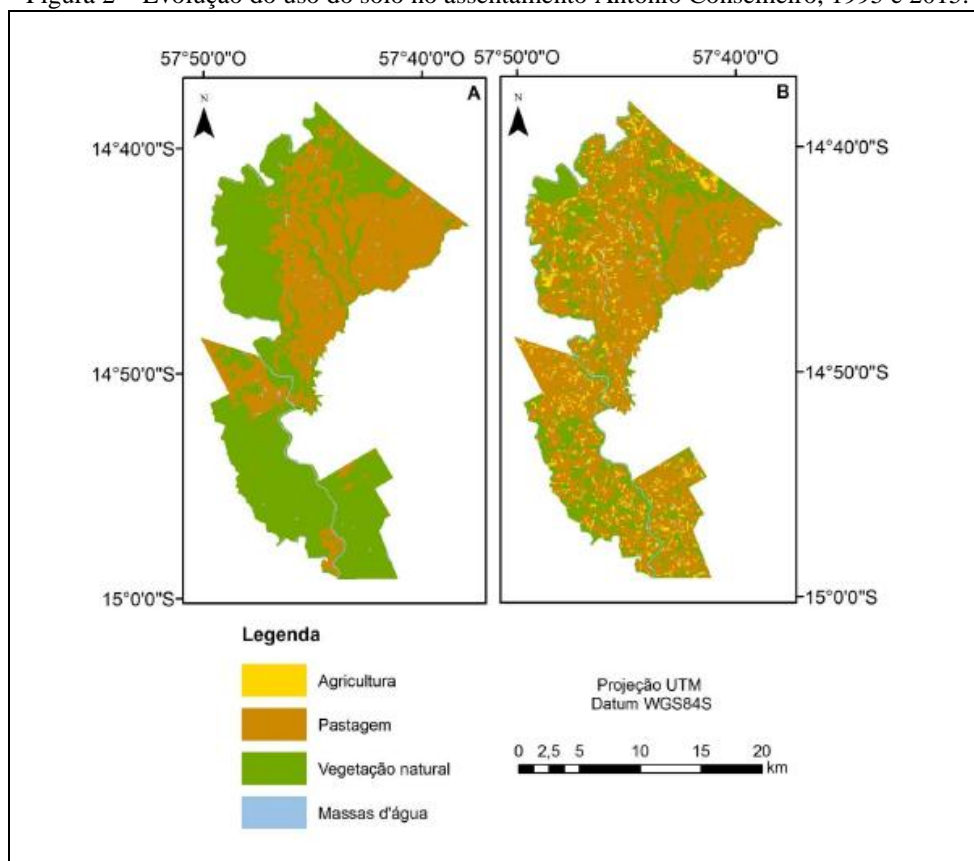 Figura 2 – Evolução do uso do solo no assentamento Antônio Conselheiro, 1995 e 2015.
57°50'0"O 57°40'0"O 57°50'0"O 57°40'0"O
N A N B
14°40'0"S 14°40'0"S
14°50'0"S 14°50'0"S
15°0'0"S 15°0'0"S
Legenda
Agricultura
Pastagem
Vegetação natural
Massas d'água
Projeção UTM
Datum WGS84S
0 2,5 5 10 15 20
km